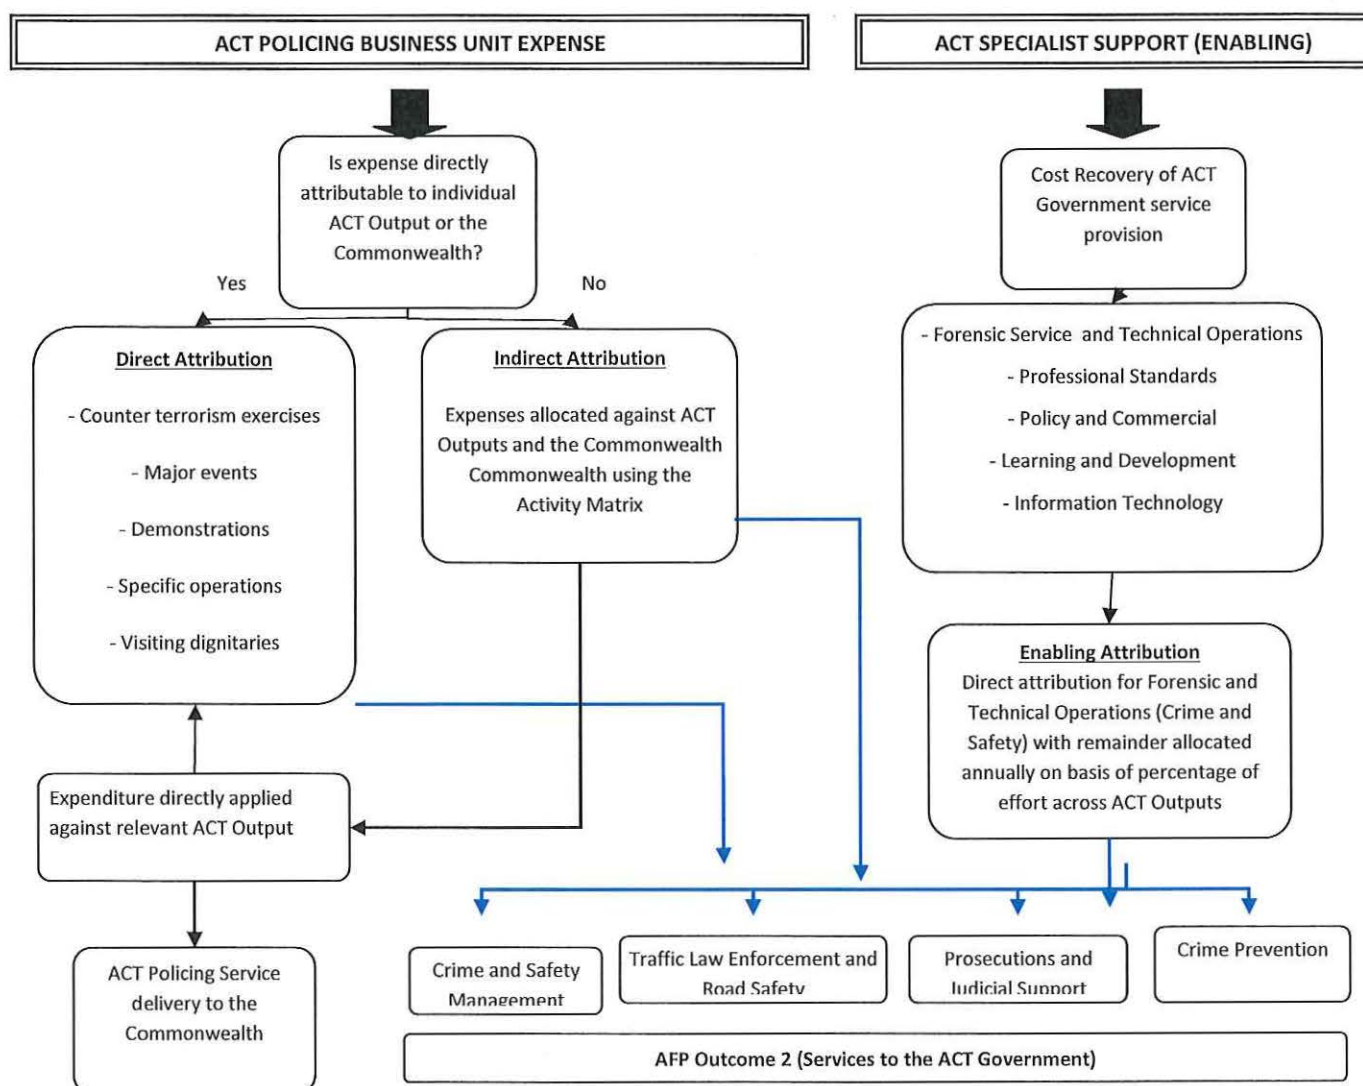 ACT POLICING BUSINESS UNIT EXPENSE
ACT SPECIALIST SUPPORT (ENABLING)
Is expense directly
attributable to individual
ACT Output or the
Commonwealth?
Yes
No
Cost Recovery of ACT
Government service
provision
Direct Attribution
- Counter terrorism exercises
- Major events
- Demonstrations
- Specific operations
- Visiting dignitaries
Indirect Attribution
Expenses allocated against ACT
Outputs and the Commonwealth
Commonwealth using the
Activity Matrix
- Forensic Service and Technical Operations
- Professional Standards
- Policy and Commercial
- Learning and Development
- Information Technology
Enabling Attribution
Direct attribution for Forensic and
Technical Operations (Crime and
Safety) with remainder allocated
annually on basis of percentage of
effort across ACT Outputs
Expenditure directly applied
against relevant ACT Output
ACT Policing Service
delivery to the
Commonwealth
Crime and Safety
Management
Traffic Law Enforcement and
Road Safety
Prosecutions and
Judicial Support
Crime Prevention
AFP Outcome 2 (Services to the ACT Government)